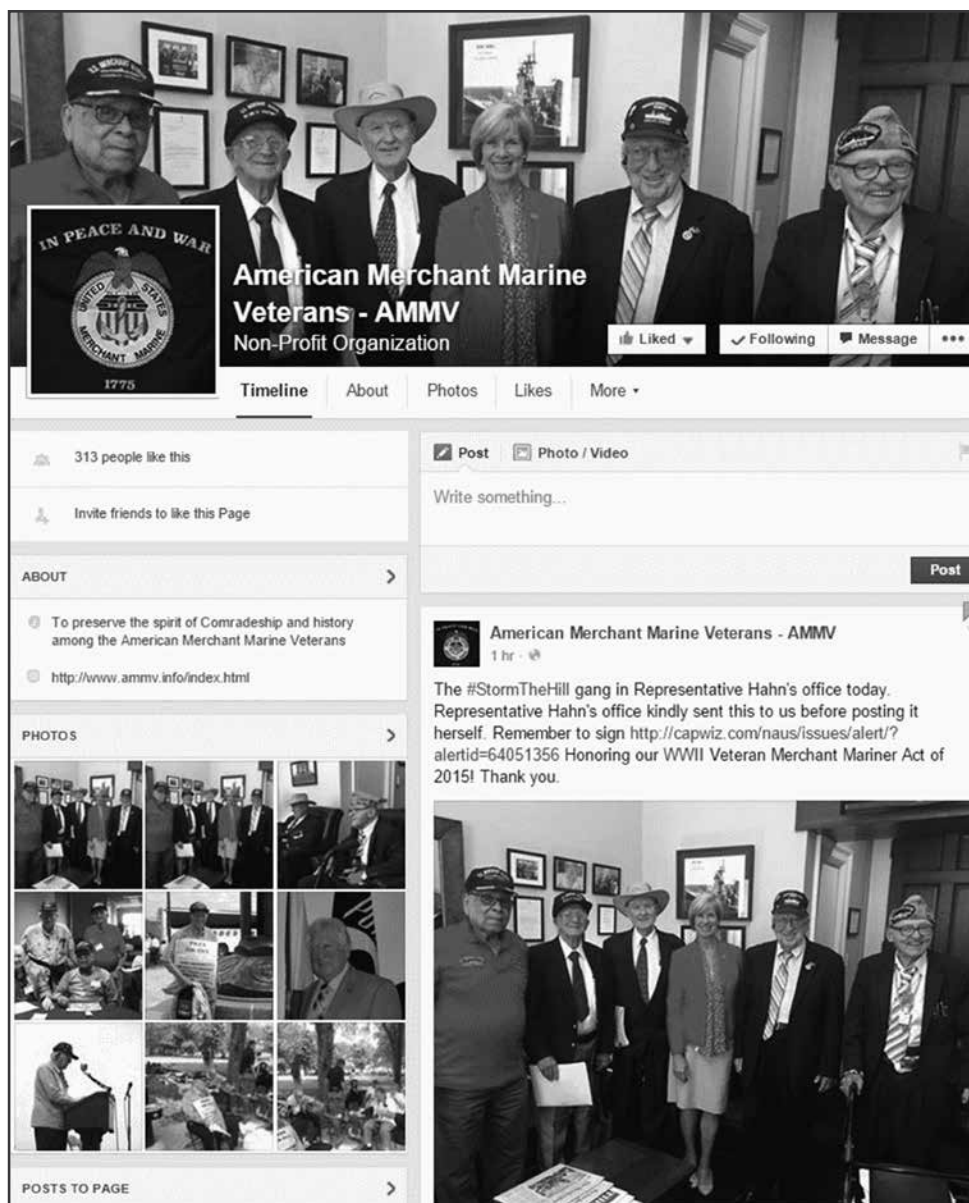 IN PEACE AND WAR
UNITED STATES
MERCHANT MARINE
1775
American Merchant Marine
Veterans - AMMV
Non-Profit Organization
Liked
Following
Message
Timeline
About
Photos
Likes
More
313 people like this
Invite friends to like this Page
ABOUT
To preserve the spirit of Comradeship and history
among the American Merchant Marine Veterans
http://www.ammv.info/index.html
PHOTOS
POSTS TO PAGE
Post
Photo / Video
Write something...
Post
American Merchant Marine Veterans - AMMV
1 hr
The #StormTheHill gang in Representative Hahn's office today.
Representative Hahn's office kindly sent this to us before posting it
herself. Remember to sign http://capwiz.com/naus/issues/alert/?
alertid=64051356 Honoring our WWII Veteran Merchant Mariner Act of
2015! Thank you.